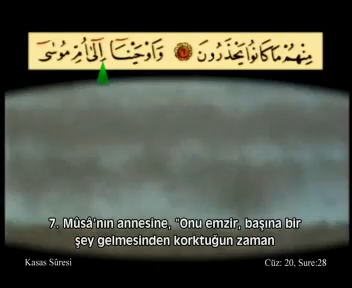 مِنْهُمْ مَا كَانُوا يَحْذَرُونَ ﴿٦﴾ وَاَوْحَيْنَٓا اِلٰٓى اُمِّ مُوسٰٓى
7. Mûsâ'nın annesine, "Onu emzir, başına bir
şey gelmesinden korktuğun zaman
Kasas Sûresi
Cüz: 20, Sure:28